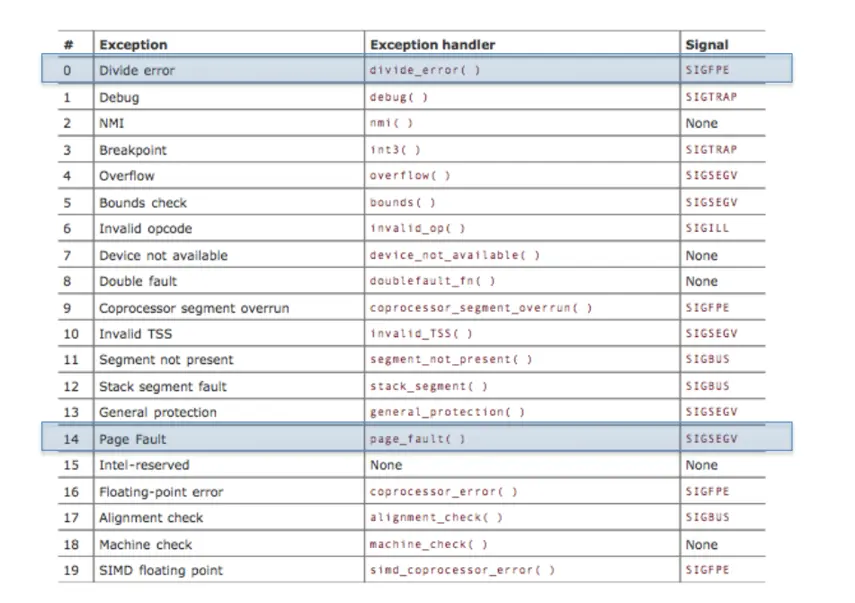 # Exception Exception handler Signal
0 Divide error divide_error( ) SIGFPE
1 Debug debug( ) SIGTRAP
2 NMI nmi( ) None
3 Breakpoint int3( ) SIGTRAP
4 Overflow overflow( ) SIGSEGV
5 Bounds check bounds( ) SIGSEGV
6 Invalid opcode invalid_op( ) SIGILL
7 Device not available device_not_available( ) None
8 Double fault doublefault_fn( ) None
9 Coprocessor segment overrun coprocessor_segment_overrun( ) SIGFPE
10 Invalid TSS invalid_TSS( ) SIGSEGV
11 Segment not present segment_not_present( ) SIGBUS
12 Stack segment fault stack_segment( ) SIGBUS
13 General protection general_protection( ) SIGSEGV
14 Page Fault page_fault( ) SIGSEGV
15 Intel-reserved None None
16 Floating-point error coprocessor_error( ) SIGFPE
17 Alignment check alignment_check( ) SIGBUS
18 Machine check machine_check( ) None
19 SIMD floating point simd_coprocessor_error( ) SIGFPE